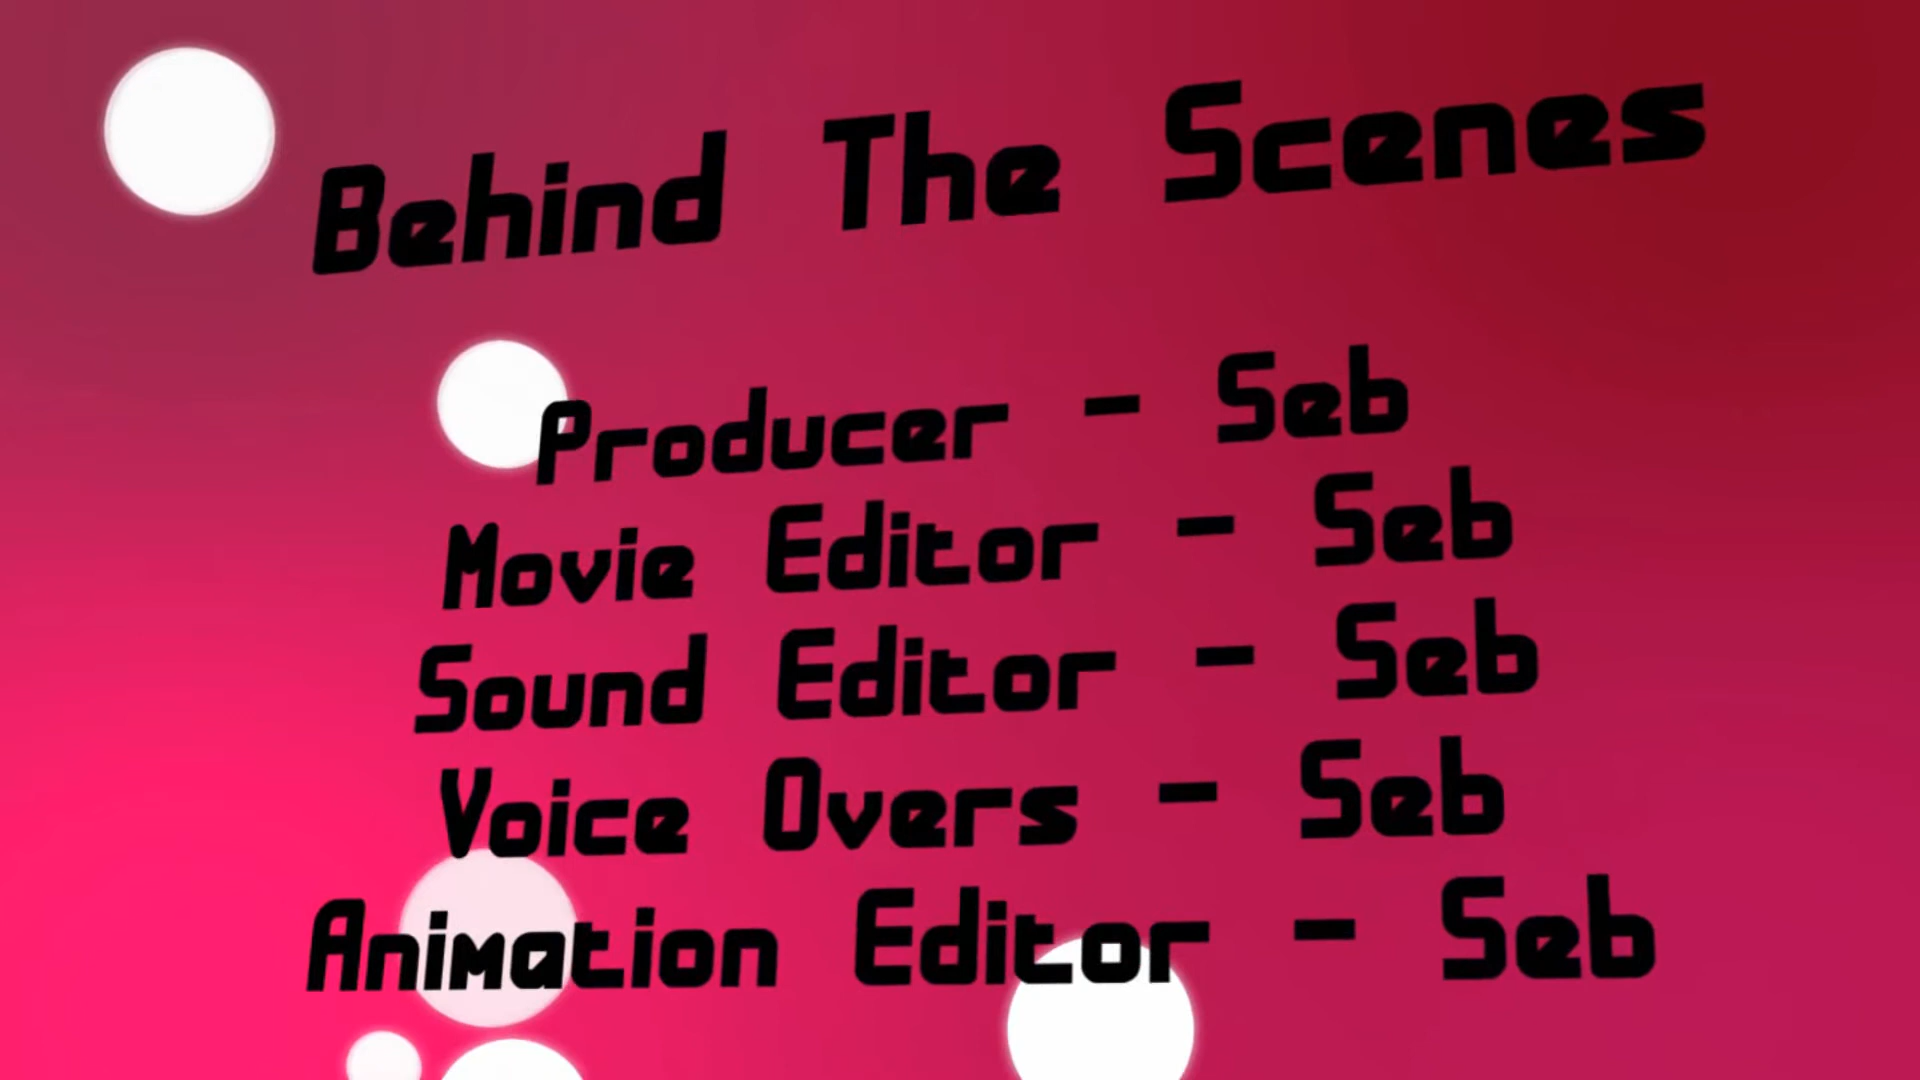 Behind The Scenes
Producer - Seb
Movie Editor - Seb
Sound Editor - Seb
Voice Overs - Seb
Animation Editor - Seb